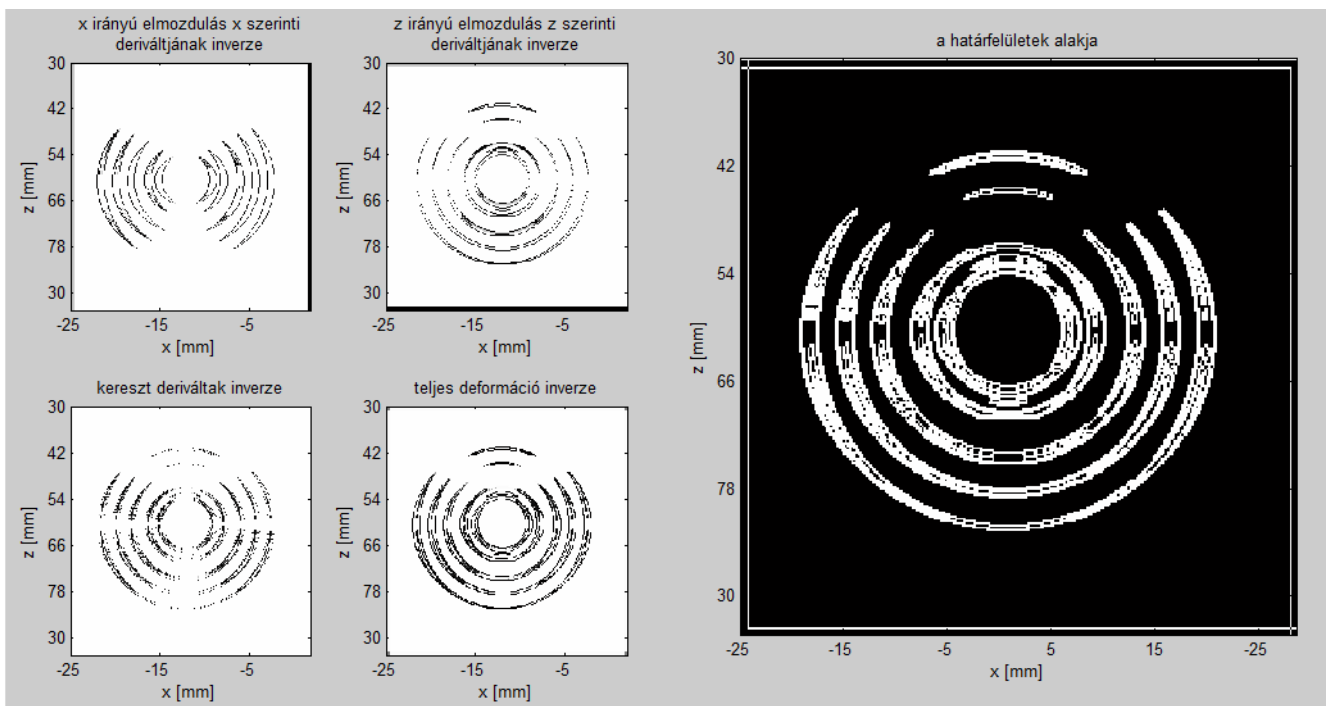 x irányú elmozdulás x szerinti
deriváltjának inverze
30
42
54
66
78
30
z [mm]
-25
-15
-5
x [mm]
z irányú elmozdulás z szerinti
deriváltjának inverze
30
42
54
66
78
30
z [mm]
-25
-15
-5
x [mm]
kereszt deriváltak inverze
30
42
54
66
78
30
z [mm]
-25
-15
-5
x [mm]
teljes deformáció inverze
30
42
54
66
78
30
z [mm]
-25
-15
-5
x [mm]
a határfelületek alakja
30
42
54
66
78
30
z [mm]
-25
-15
-5
5
15
-25
x [mm]